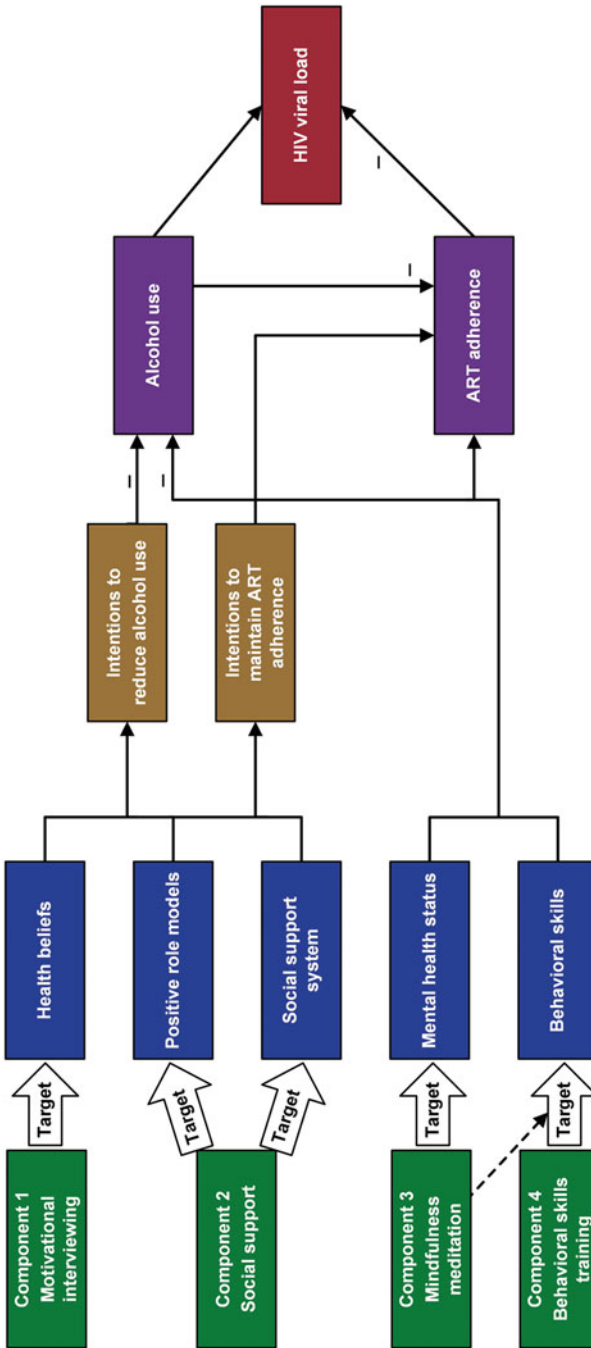 Component 1
Motivational
interviewing
Target
Health beliefs
Component 2
Social support
Target
Target
Positive role models
Social support
system
Component 3
Mindfulness
meditation
Target
Mental health status
Component 4
Behavioral skills
training
Target
Behavioral skills
Intentions to
reduce alcohol use
Intentions to
maintain ART
adherence
–
–
Alcohol use
–
ART adherence
–
HIV viral load